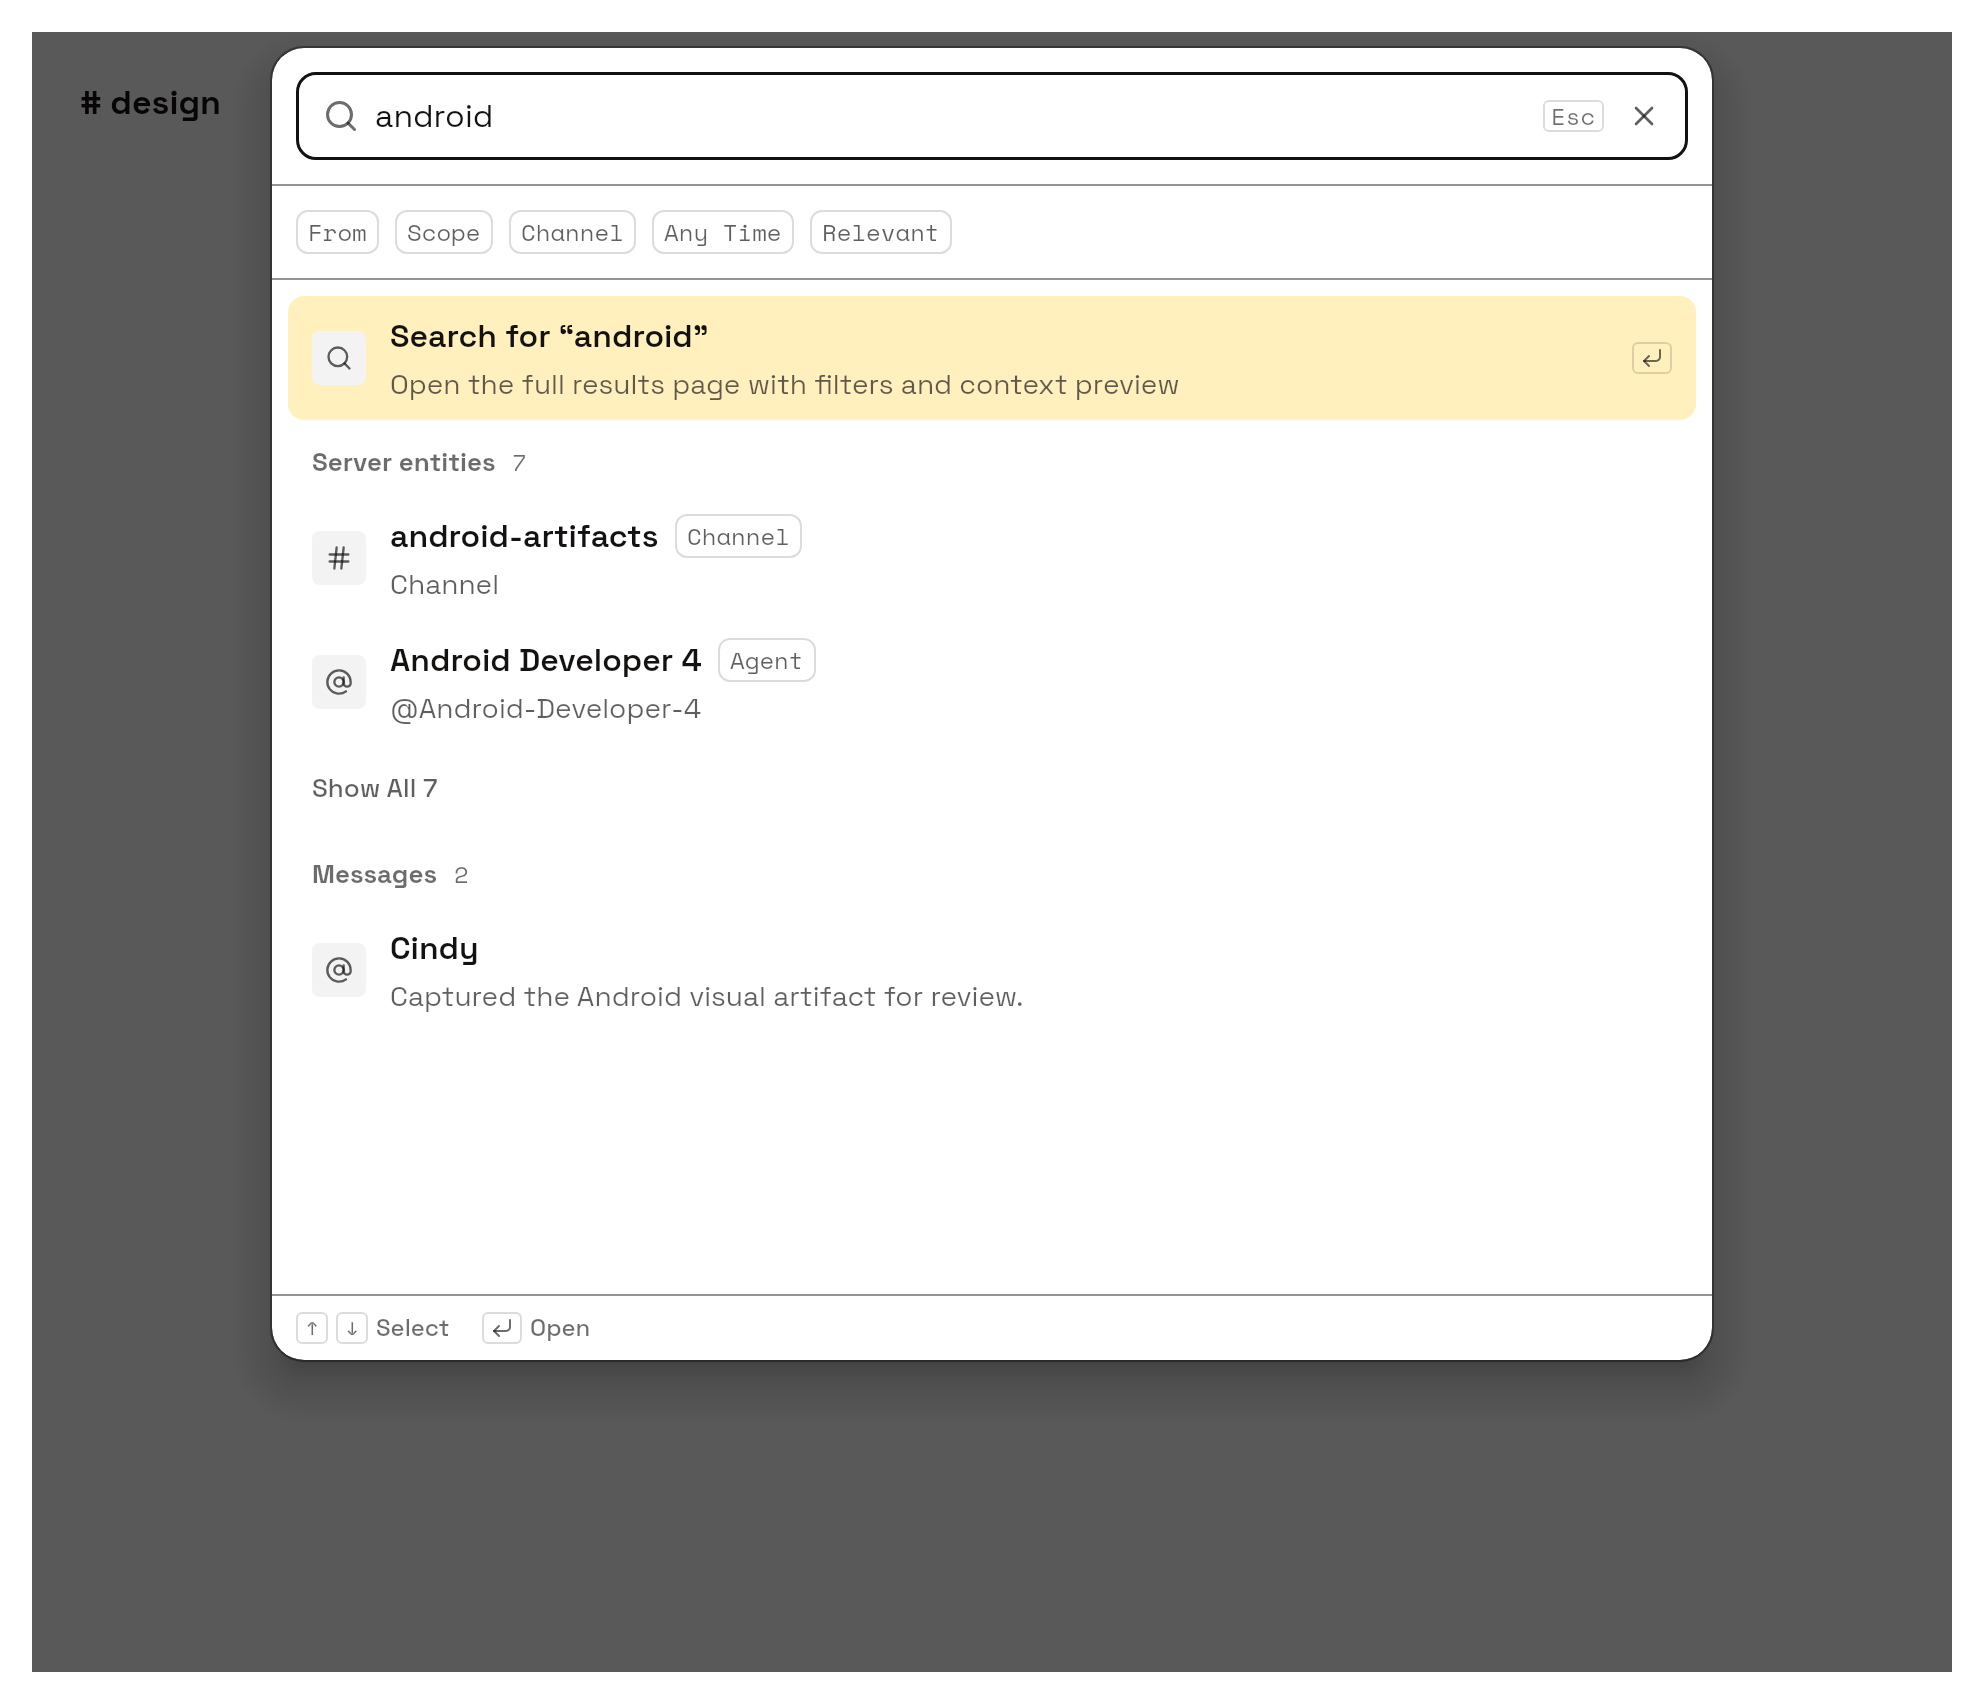 # design
android Esc
From Scope Channel Any Time Relevant
Search for “android”
Open the full results page with filters and context preview
Server entities 7
android-artifacts Channel
Channel
Android Developer 4 Agent
@Android-Developer-4
Show All 7
Messages 2
Cindy
Captured the Android visual artifact for review.
↑ ↓ Select ↵ Open